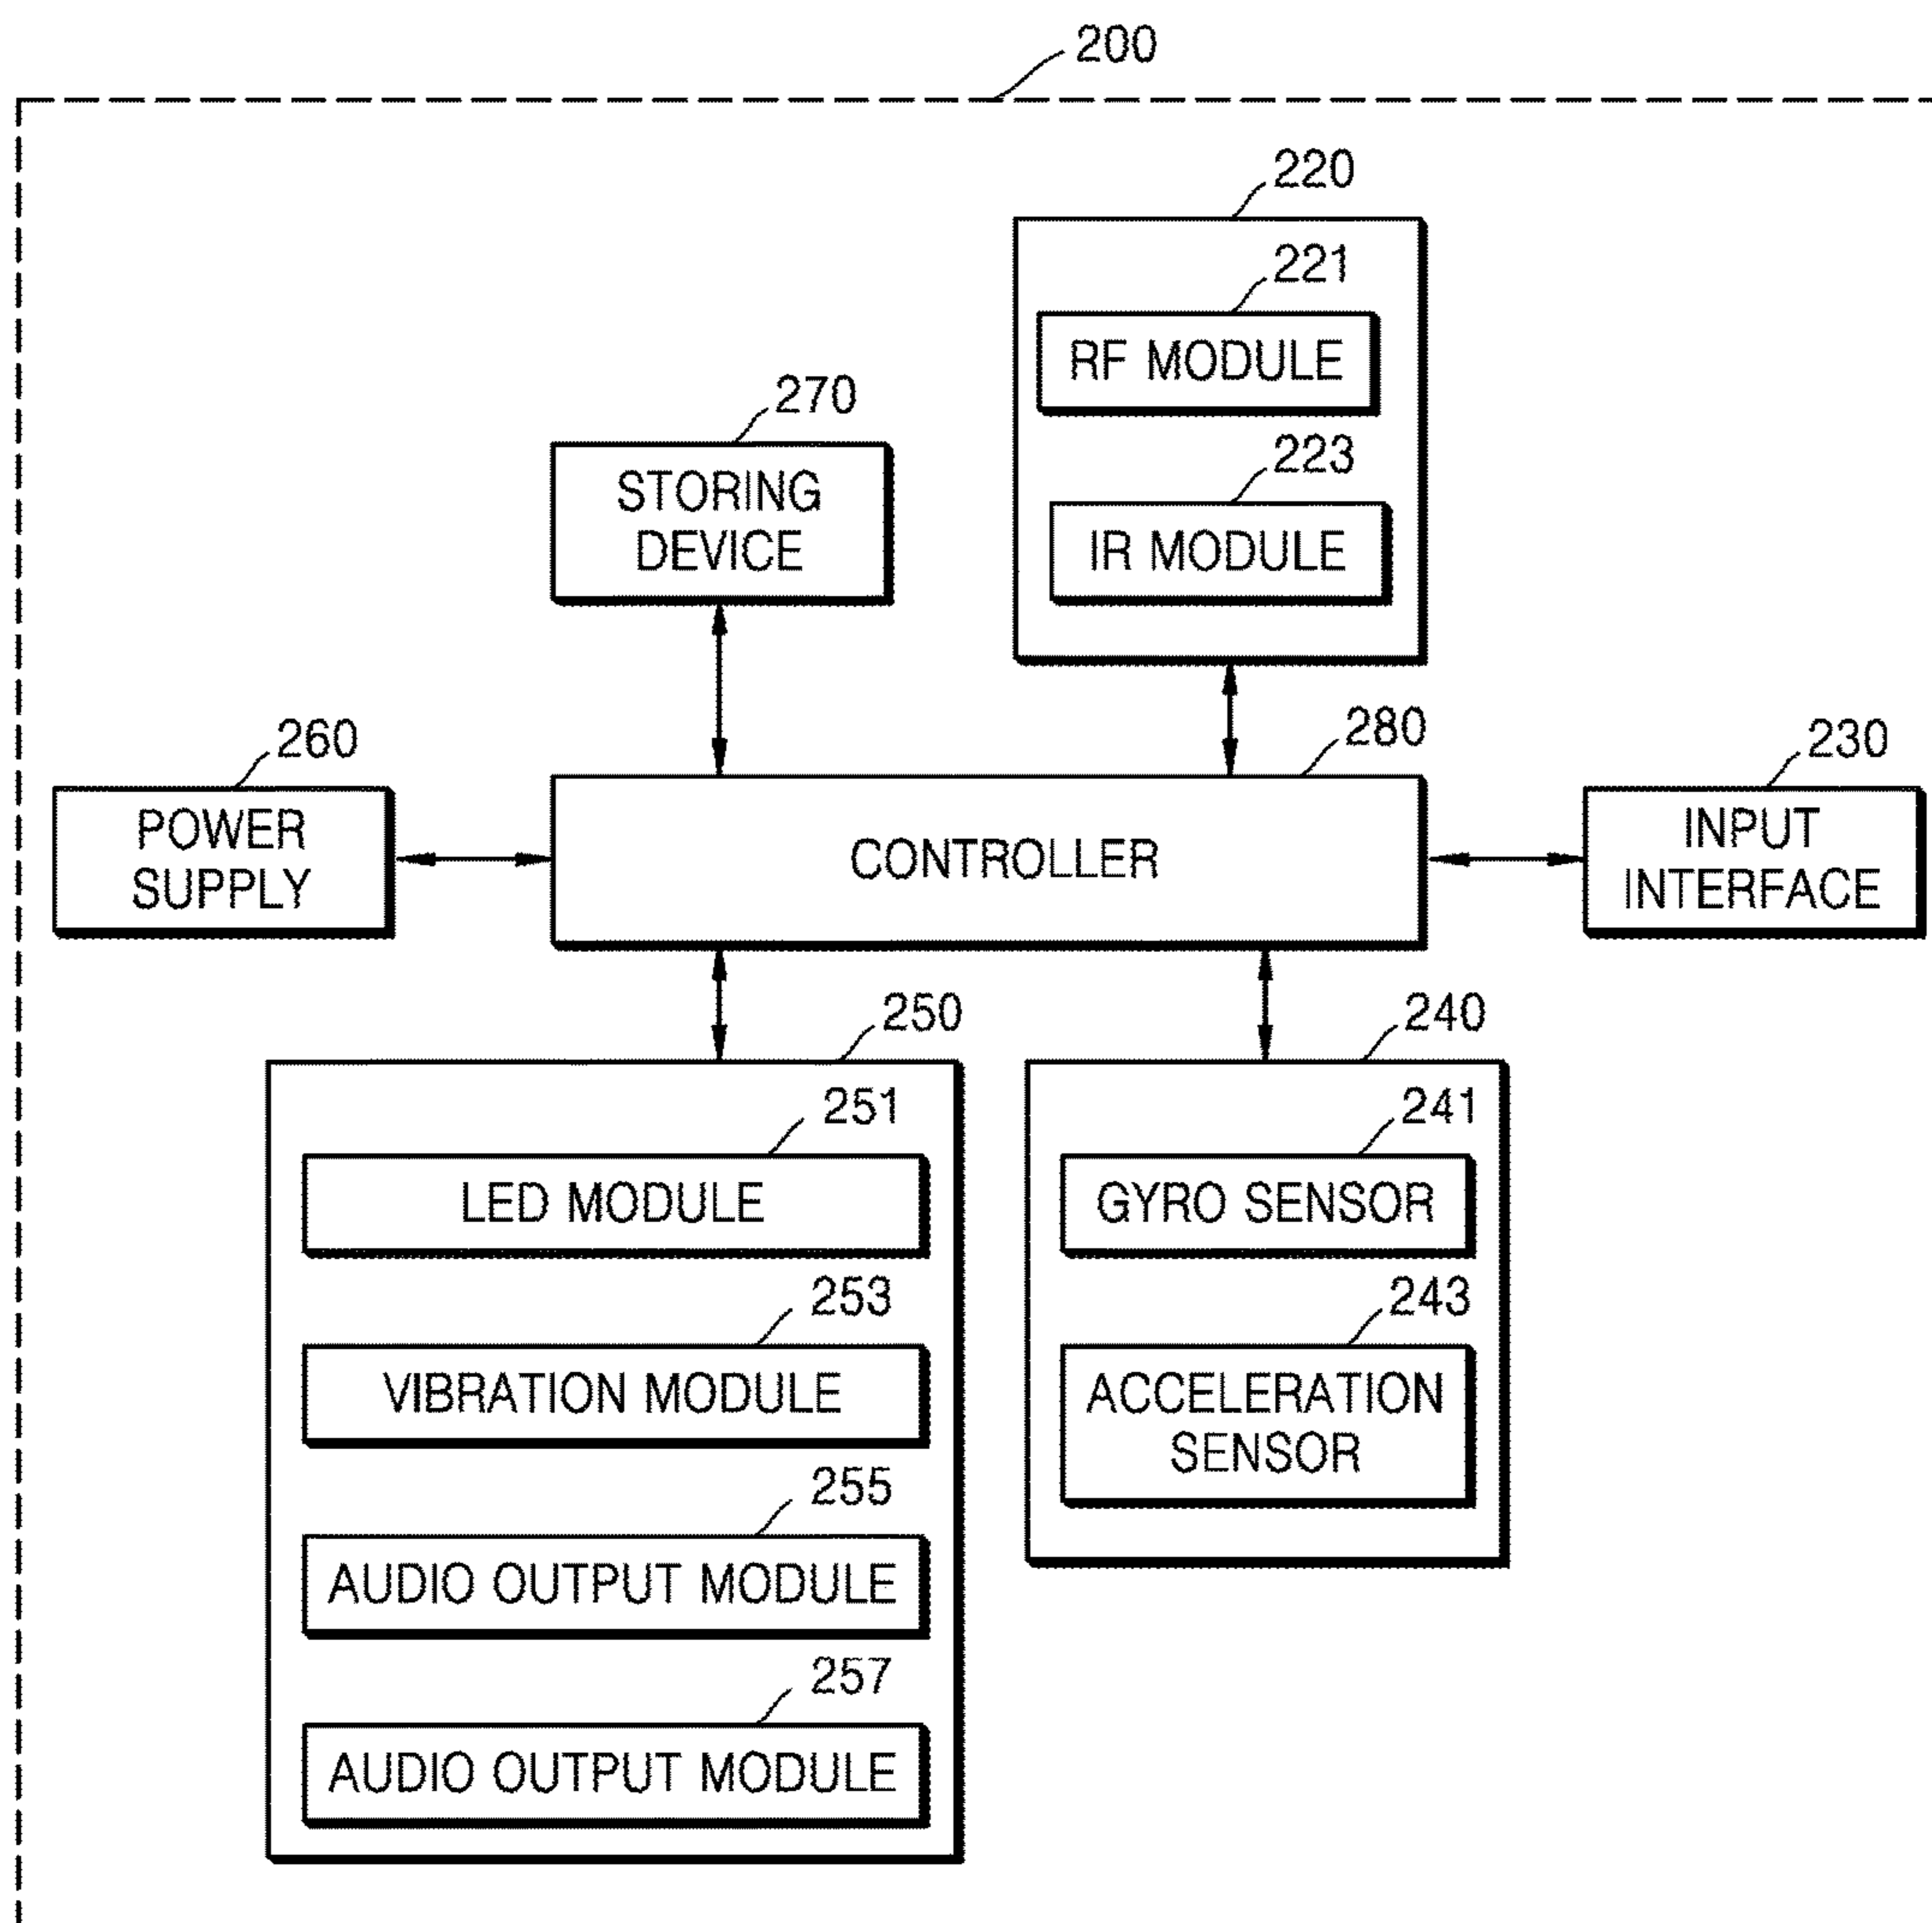 200
220
221
RF MODULE
270
223
STORING
DEVICE
IR MODULE
260
280
230
POWER
SUPPLY
CONTROLLER
INPUT
INTERFACE
250
240
251
241
LED MODULE
GYRO SENSOR
253
243
VIBRATION MODULE
ACCELERATION
SENSOR
255
AUDIO OUTPUT MODULE
257
AUDIO OUTPUT MODULE